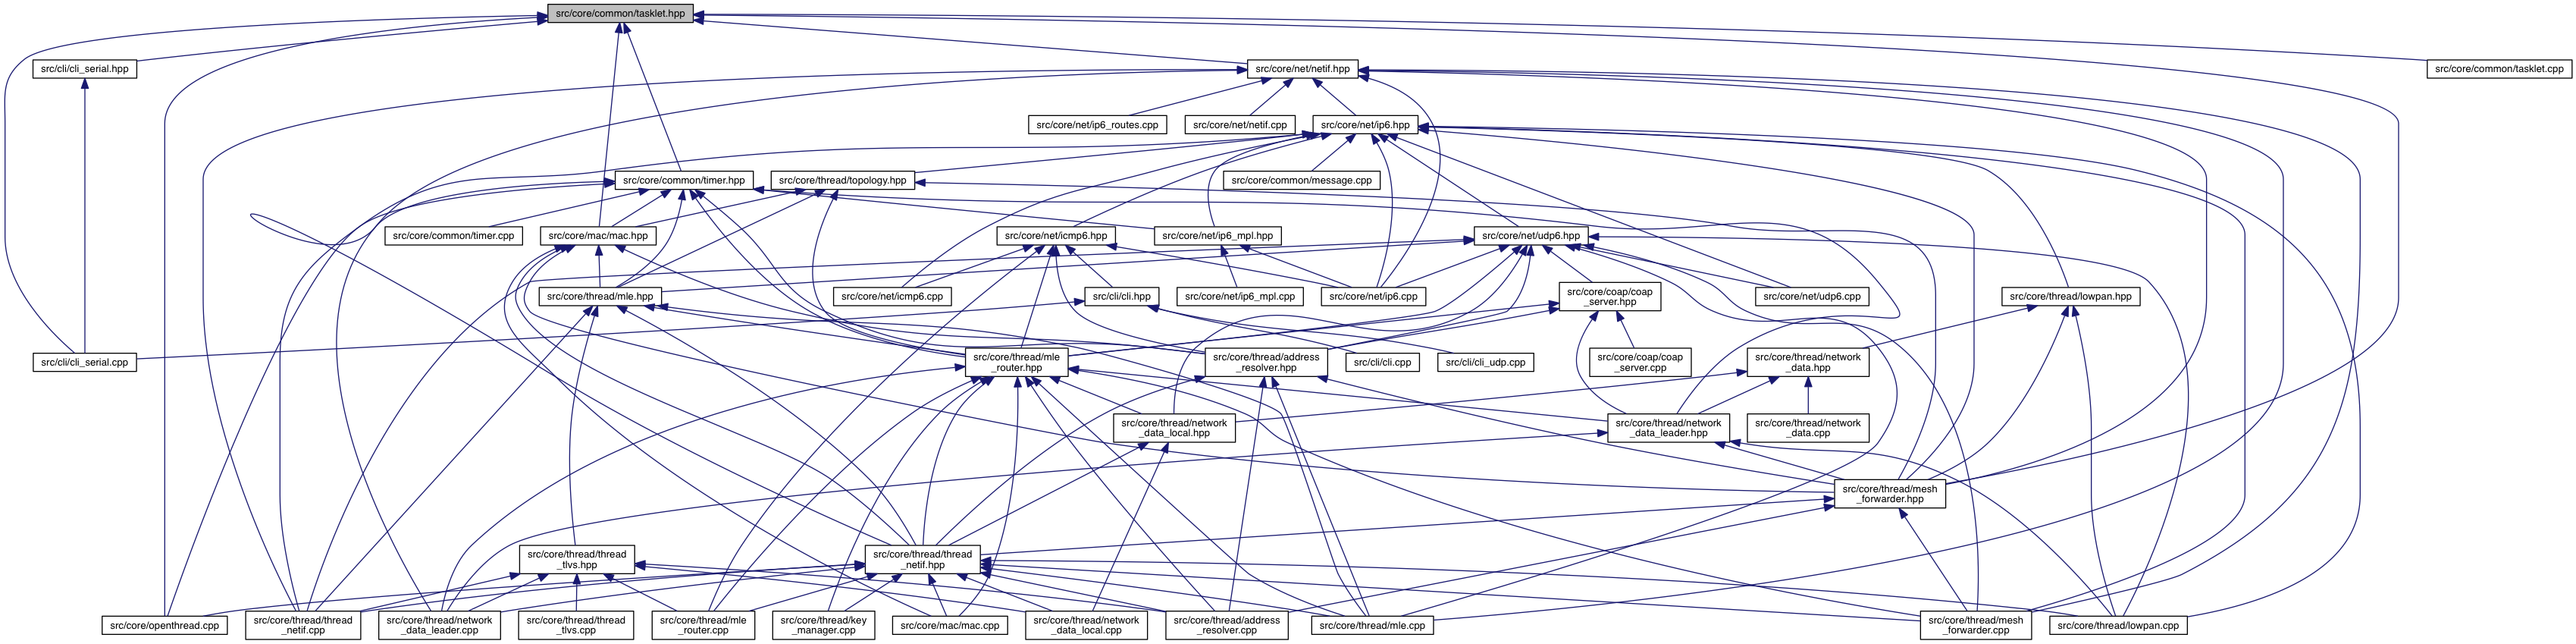 src/core/common/tasklet.hpp
src/cli/cli_serial.hpp
src/core/net/netif.hpp
src/core/common/tasklet.cpp
src/core/net/ip6_routes.cpp
src/core/net/netif.cpp
src/core/net/ip6.hpp
src/core/common/timer.hpp
src/core/thread/topology.hpp
src/core/common/message.cpp
src/core/common/timer.cpp
src/core/mac/mac.hpp
src/core/net/icmp6.hpp
src/core/net/ip6_mpl.hpp
src/core/net/udp6.hpp
src/core/thread/mle.hpp
src/core/net/icmp6.cpp
src/cli/cli.hpp
src/core/net/ip6_mpl.cpp
src/core/net/ip6.cpp
src/core/coap/coap
_server.hpp
src/core/net/udp6.cpp
src/core/thread/lowpan.hpp
src/cli/cli_serial.cpp
src/core/thread/mle
_router.hpp
src/core/thread/address
_resolver.hpp
src/cli/cli.cpp
src/cli/cli_udp.cpp
src/core/coap/coap
_server.cpp
src/core/thread/network
_data.hpp
src/core/thread/network
_data_local.hpp
src/core/thread/network
_data_leader.hpp
src/core/thread/network
_data.cpp
src/core/thread/mesh
_forwarder.hpp
src/core/thread/thread
_tlvs.hpp
src/core/thread/thread
_netif.hpp
src/core/openthread.cpp
src/core/thread/thread
_netif.cpp
src/core/thread/network
_data_leader.cpp
src/core/thread/thread
_tlvs.cpp
src/core/thread/mle
_router.cpp
src/core/thread/key
_manager.cpp
src/core/mac/mac.cpp
src/core/thread/network
_data_local.cpp
src/core/thread/address
_resolver.cpp
src/core/thread/mle.cpp
src/core/thread/mesh
_forwarder.cpp
src/core/thread/lowpan.cpp